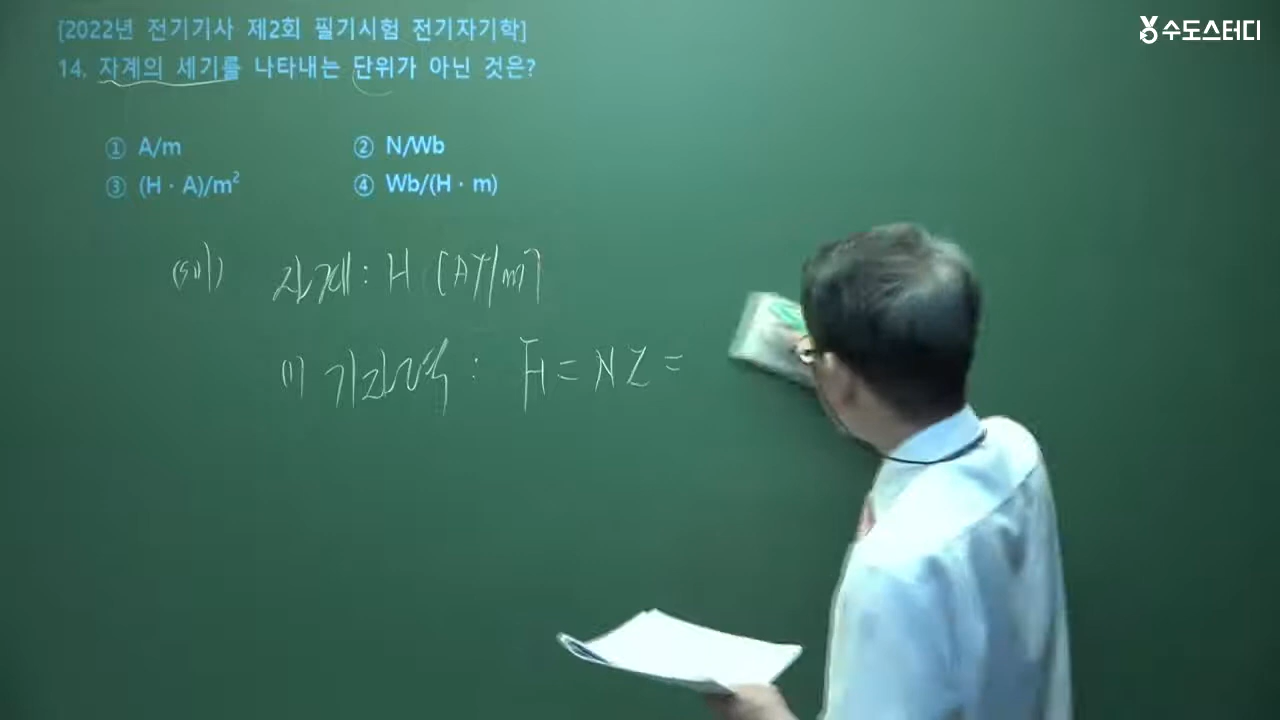 [2022년 전기기사 제2회 필기시험 전기자기학]
수도스터디
14. 자계의 세기를 나타내는 단위가 아닌 것은?
① A/m
② N/Wb
③ (H · A)/m²
④ Wb/(H · m)
자계: H [AT/m]
(1) 기자력: F = NI =